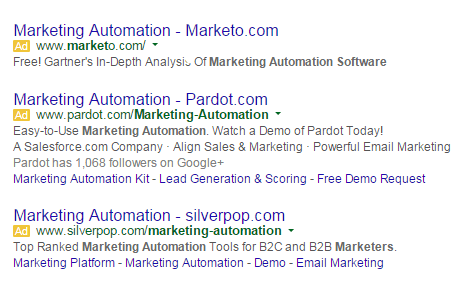 Marketing Automation - Marketo.com
Ad www.marketo.com/
Free! Gartner's In-Depth Analysis Of Marketing Automation Software
Marketing Automation - Pardot.com
Ad www.pardot.com/Marketing-Automation
Easy-to-Use Marketing Automation. Watch a Demo of Pardot Today!
A Salesforce.com Company · Align Sales & Marketing · Powerful Email Marketing
Pardot has 1,068 followers on Google+
Marketing Automation Kit - Lead Generation & Scoring - Free Demo Request
Marketing Automation - silverpop.com
Ad www.silverpop.com/marketing-automation
Top Ranked Marketing Automation Tools for B2C and B2B Marketers.
Marketing Platform - Marketing Automation - Demo - Email Marketing